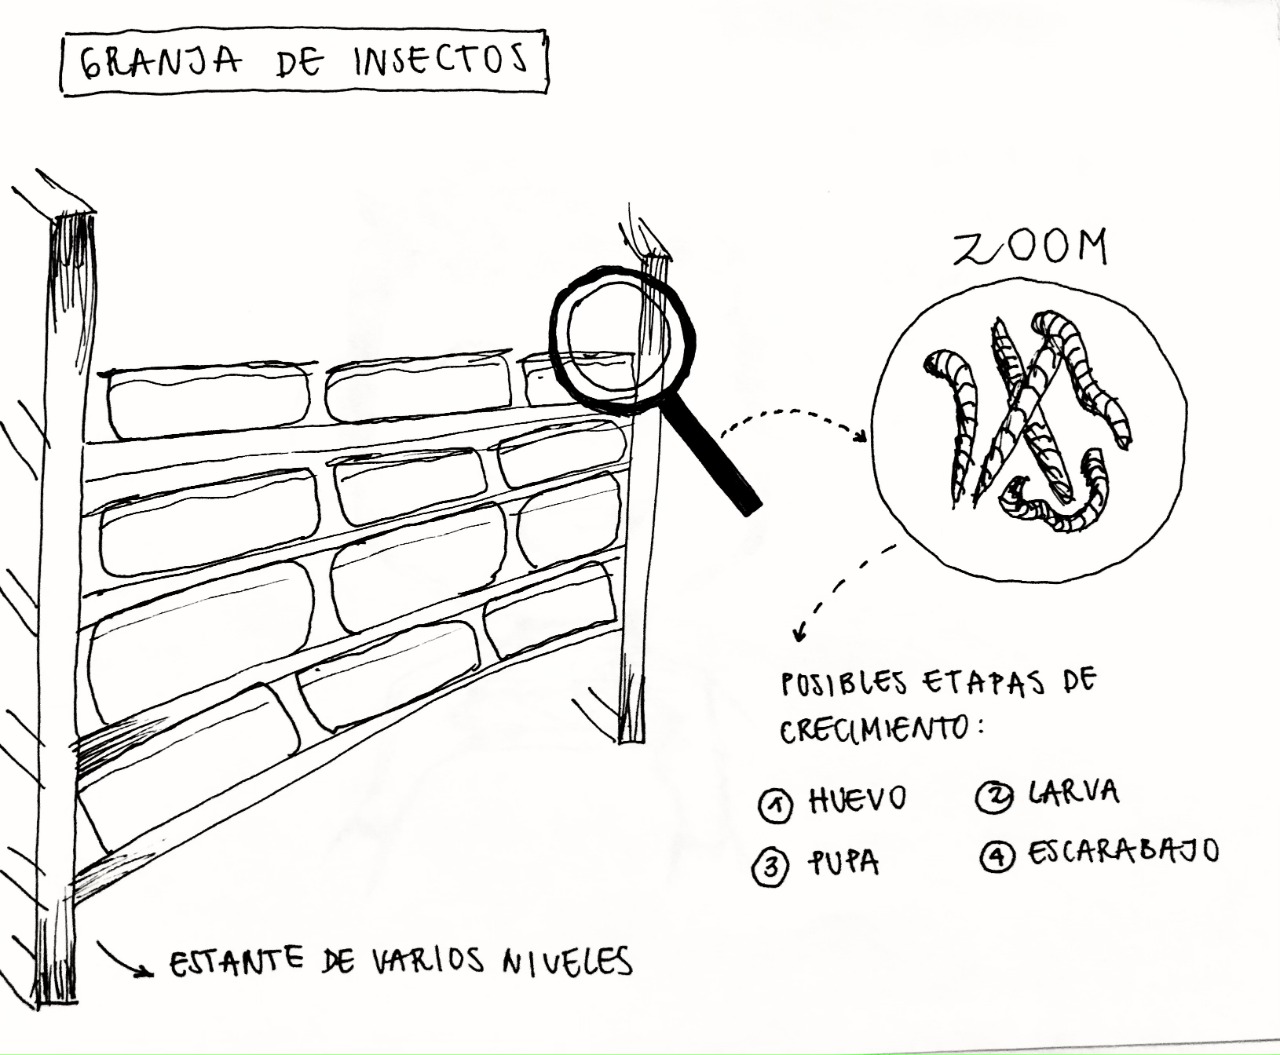 GRANJA DE INSECTOS
ZOOM
POSIBLES ETAPAS DE
CRECIMIENTO:
1 HUEVO
2 LARVA
3 PUPA
4 ESCARABAJO
ESTANTE DE VARIOS NIVELES